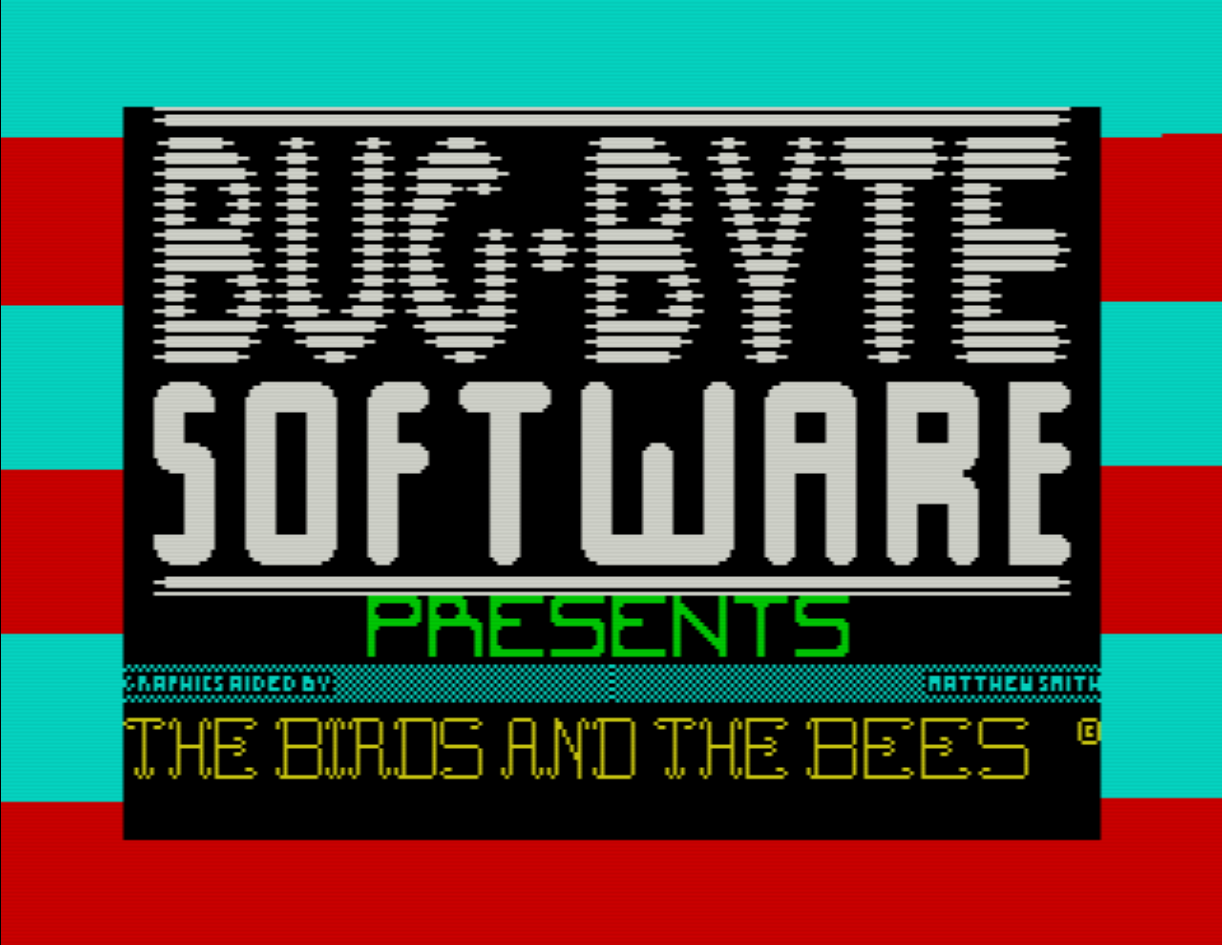 BUG·BYTE
SOFTWARE
PRESENTS
GRAPHICS AIDED BY MATTHEW SMITH
THE BIRDS AND THE BEES ©